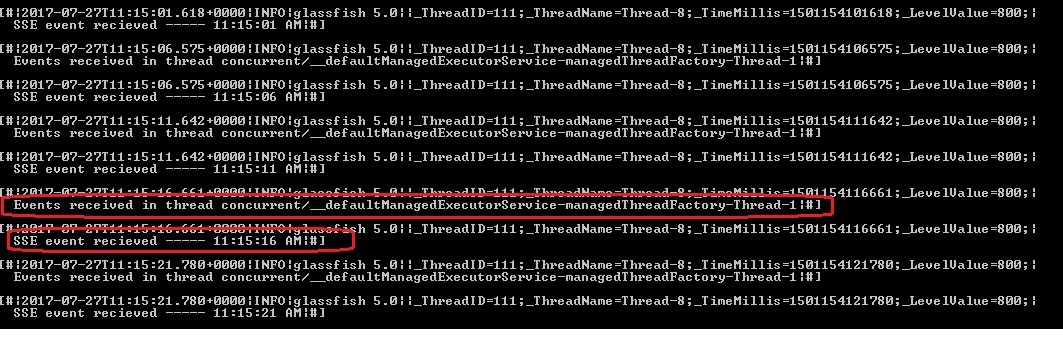 [#|2017-07-27T11:15:01.618+0000|INFO|glassfish 5.0||_ThreadID=111;_ThreadName=Thread-8;_TimeMillis=1501154101618;_LevelValue=800;|
SSE event recieved ----- 11:15:01 AM|#]
[#|2017-07-27T11:15:06.575+0000|INFO|glassfish 5.0||_ThreadID=111;_ThreadName=Thread-8;_TimeMillis=1501154106575;_LevelValue=800;|
Events received in thread concurrent/__defaultManagedExecutorService-managedThreadFactory-Thread-1|#]
[#|2017-07-27T11:15:06.575+0000|INFO|glassfish 5.0||_ThreadID=111;_ThreadName=Thread-8;_TimeMillis=1501154106575;_LevelValue=800;|
SSE event recieved ----- 11:15:06 AM|#]
[#|2017-07-27T11:15:11.642+0000|INFO|glassfish 5.0||_ThreadID=111;_ThreadName=Thread-8;_TimeMillis=1501154111642;_LevelValue=800;|
Events received in thread concurrent/__defaultManagedExecutorService-managedThreadFactory-Thread-1|#]
[#|2017-07-27T11:15:11.642+0000|INFO|glassfish 5.0||_ThreadID=111;_ThreadName=Thread-8;_TimeMillis=1501154111642;_LevelValue=800;|
SSE event recieved ----- 11:15:11 AM|#]
[#|2017-07-27T11:15:16.661+0000|INFO|glassfish 5.0||_ThreadID=111;_ThreadName=Thread-8;_TimeMillis=1501154116661;_LevelValue=800;|
Events received in thread concurrent/__defaultManagedExecutorService-managedThreadFactory-Thread-1|#]
[#|2017-07-27T11:15:16.661+0000|INFO|glassfish 5.0||_ThreadID=111;_ThreadName=Thread-8;_TimeMillis=1501154116661;_LevelValue=800;|
SSE event recieved ----- 11:15:16 AM|#]
[#|2017-07-27T11:15:21.780+0000|INFO|glassfish 5.0||_ThreadID=111;_ThreadName=Thread-8;_TimeMillis=1501154121780;_LevelValue=800;|
Events received in thread concurrent/__defaultManagedExecutorService-managedThreadFactory-Thread-1|#]
[#|2017-07-27T11:15:21.780+0000|INFO|glassfish 5.0||_ThreadID=111;_ThreadName=Thread-8;_TimeMillis=1501154121780;_LevelValue=800;|
SSE event recieved ----- 11:15:21 AM|#]